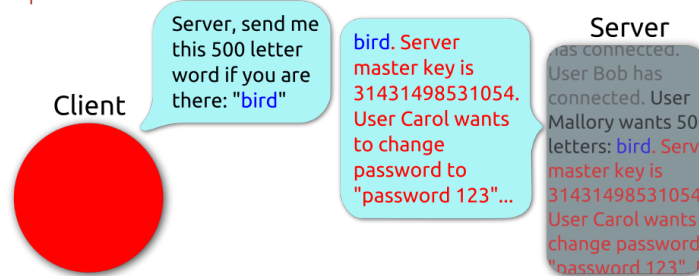 Client
Server, send me
this 500 letter
word if you are
there: "bird"
bird. Server
master key is
31431498531054.
User Carol wants
to change
password to
"password 123"...
Server
has connected.
User Bob has
connected. User
Mallory wants 50
letters: bird. Serv
master key is
31431498531054
User Carol wants
change password
"password 123".